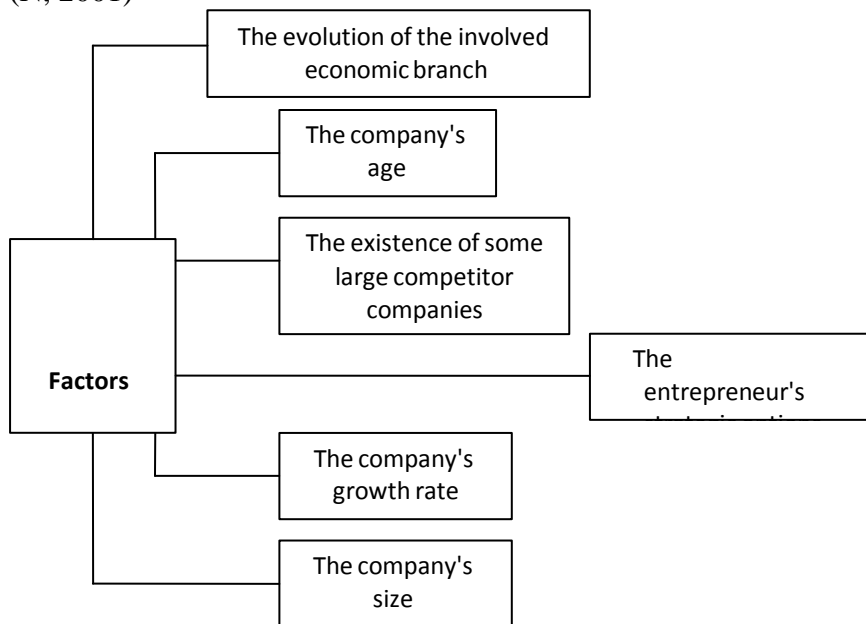 The evolution of the involved
economic branch
The company's
age
The existence of some
large competitor
companies
Factors
The
entrepreneur's
The company's
growth rate
The company's
size